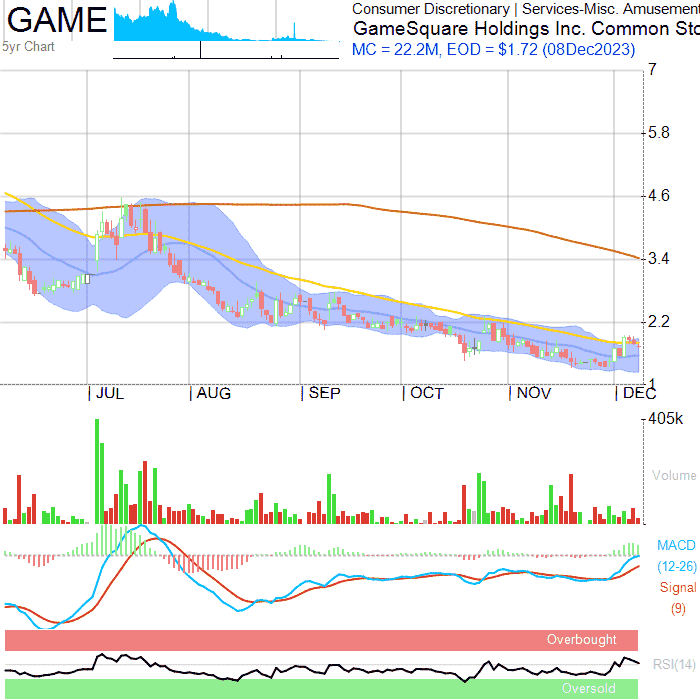 GAME
5yr Chart
Consumer Discretionary | Services-Misc. Amusement
GameSquare Holdings Inc. Common Sto
MC = 22.2M, EOD = $1.72 (08Dec2023)
7
5.8
4.6
3.4
2.2
1
JUL AUG SEP OCT NOV DEC
405k
Volume
MACD
(12-26)
Signal
(9)
Overbought
RSI(14)
Oversold